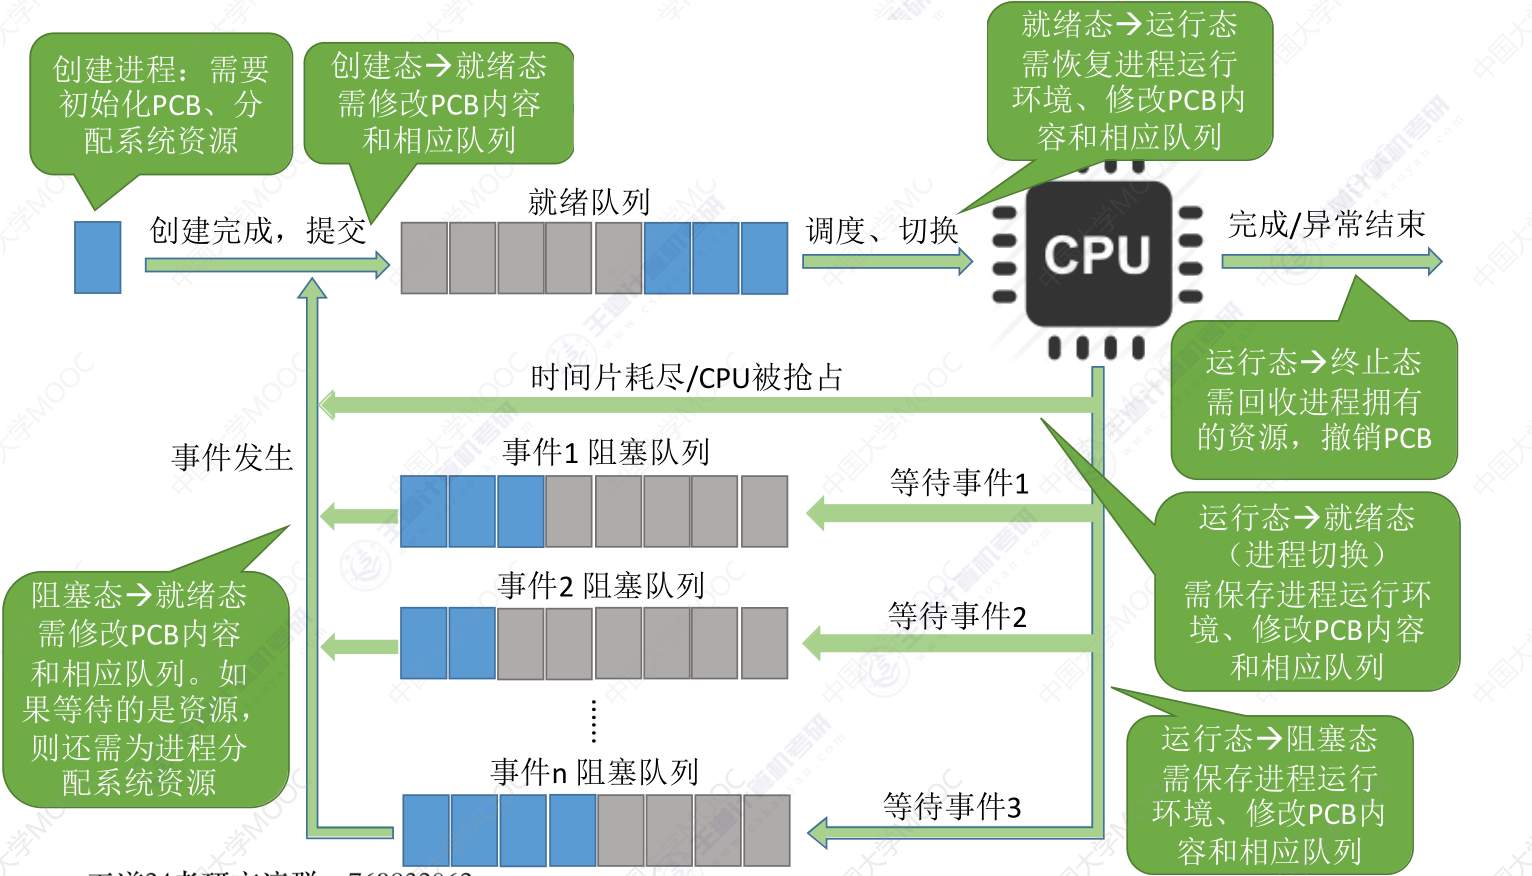 创建进程：需要
初始化PCB、分
配系统资源
创建态→就绪态
需修改PCB内容
和相应队列
就绪态→运行态
需恢复进程运行
环境、修改PCB内
容和相应队列
创建完成，提交
就绪队列
调度、切换
CPU
完成/异常结束
运行态→终止态
需回收进程拥有
的资源，撤销PCB
时间片耗尽/CPU被抢占
事件发生
事件1 阻塞队列
等待事件1
运行态→就绪态
（进程切换）
需保存进程运行环
境、修改PCB内容
和相应队列
阻塞态→就绪态
需修改PCB内容
和相应队列。如
果等待的是资源，
则还需为进程分
配系统资源
事件2 阻塞队列
等待事件2
……
事件n 阻塞队列
等待事件3
运行态→阻塞态
需保存进程运行
环境、修改PCB内
容和相应队列